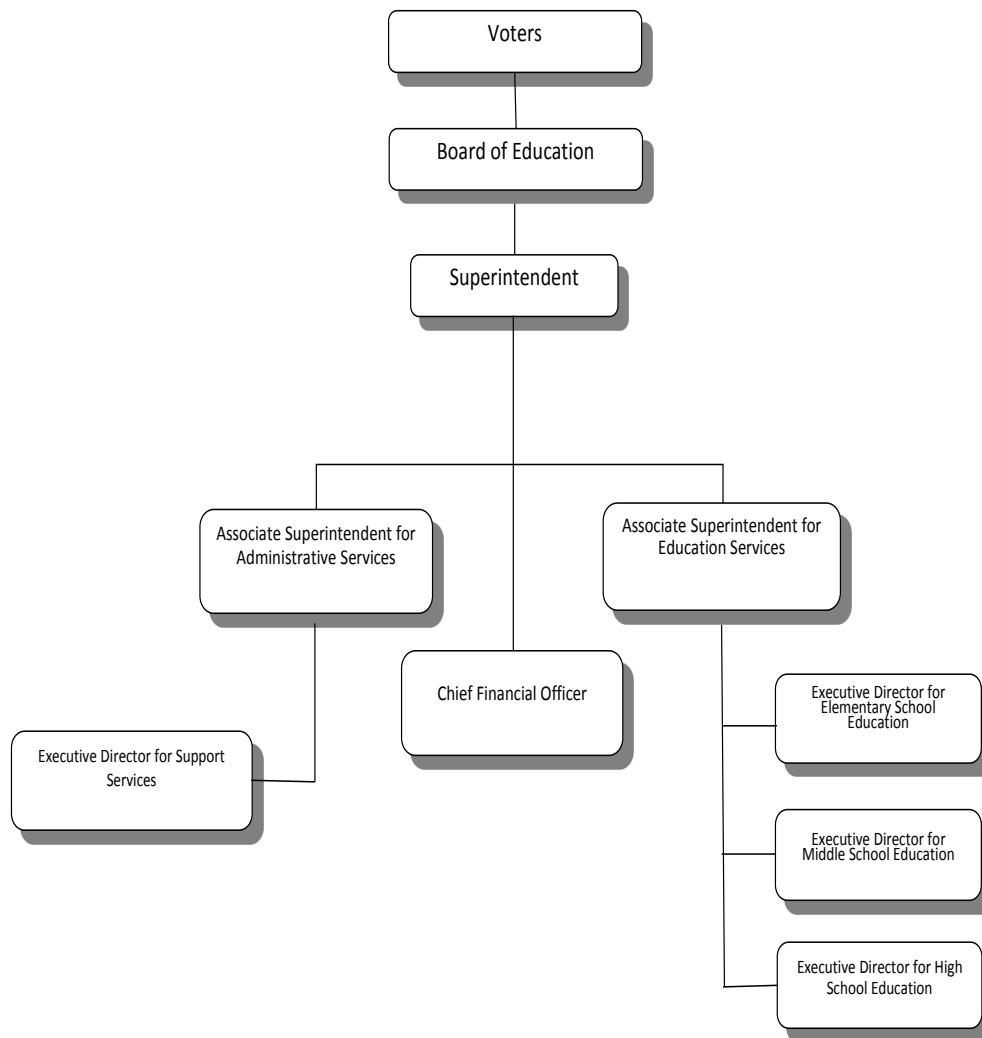 Voters
Board of Education
Superintendent
Associate Superintendent for
Administrative Services
Associate Superintendent for
Education Services
Chief Financial Officer
Executive Director for Support
Services
Executive Director for
Elementary School
Education
Executive Director for
Middle School Education
Executive Director for High
School Education